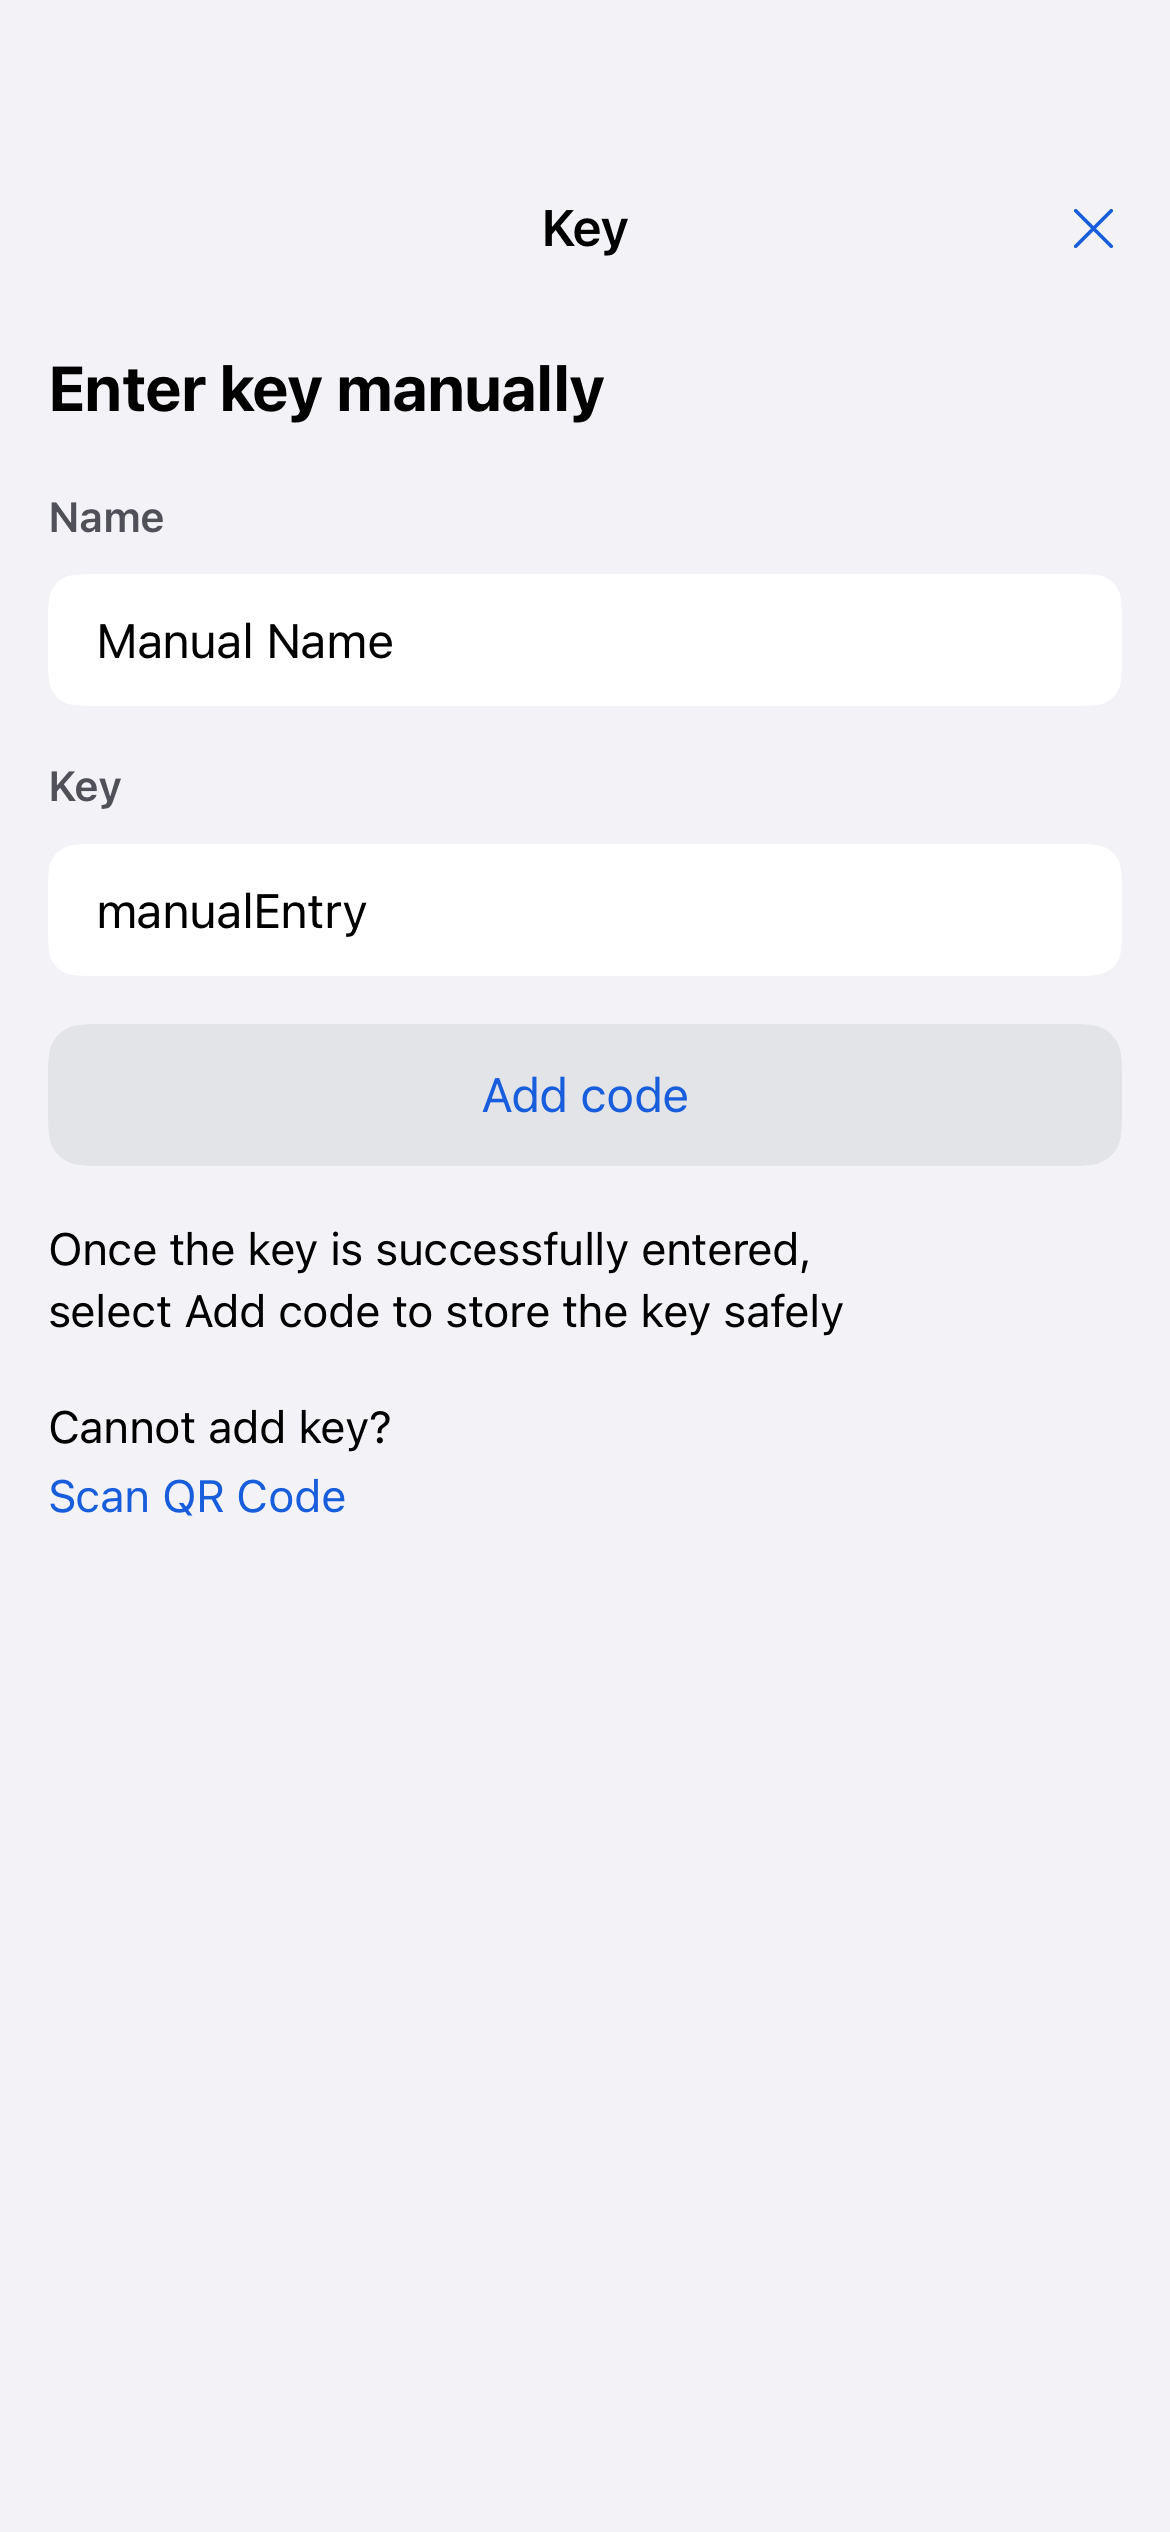 Key
Enter key manually
Name
Manual Name
Key
manualEntry
Add code
Once the key is successfully entered,
select Add code to store the key safely
Cannot add key?
Scan QR Code